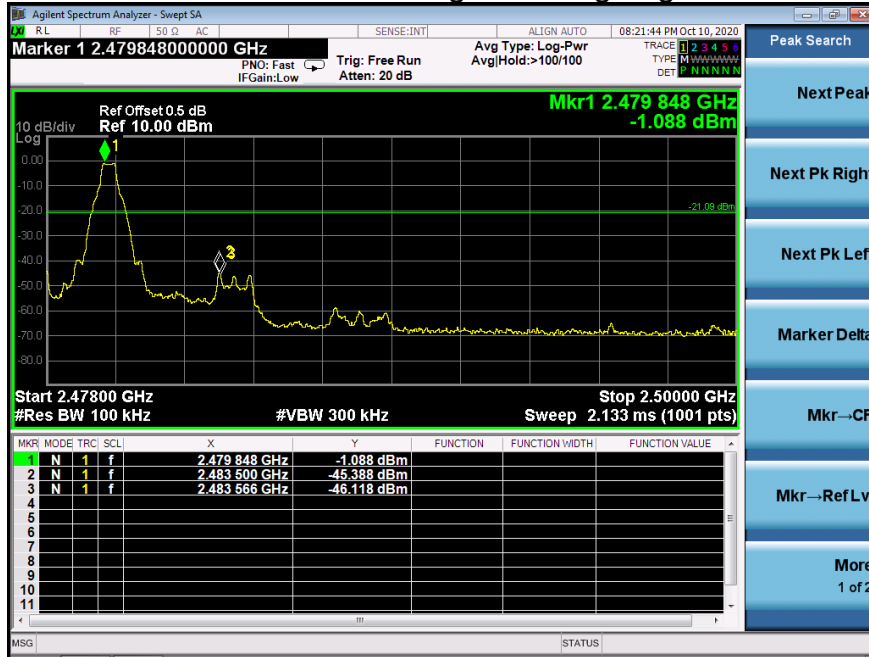 Agilent Spectrum Analyzer - Swept SA
RL RF 50 Ω AC SENSE:INT ALIGN AUTO 08:21:44 PM Oct 10, 2020
Marker 1 2.479848000000 GHz
PNO: Fast
IFGain:Low
Trig: Free Run
Atten: 20 dB
Avg Type: Log-Pwr
Avg|Hold:>100/100
TRACE 1 2 3 4 5 6
TYPE M WWWWW
DET P N N N N N
Peak Search
Next Peak
Next Pk Right
Next Pk Lef
Marker Delta
Mkr→CF
Mkr→Ref Lv
More
1 of 2
Mkr1 2.479 848 GHz
-1.088 dBm
Ref Offset 0.5 dB
10 dB/div Ref 10.00 dBm
Log
1
0.00
-10.0
-20.0
-21.09 dBm
-30.0
-40.0
-50.0
-60.0
-70.0
-80.0
Start 2.47800 GHz Stop 2.50000 GHz
#Res BW 100 kHz #VBW 300 kHz Sweep 2.133 ms (1001 pts)
MKR MODE TRC SCL X Y FUNCTION FUNCTION WIDTH FUNCTION VALUE
1 N 1 f 2.479 848 GHz -1.088 dBm
2 N 1 f 2.483 500 GHz -45.388 dBm
3 N 1 f 2.483 566 GHz -46.118 dBm
4
5
6
7
8
9
10
11
MSG STATUS